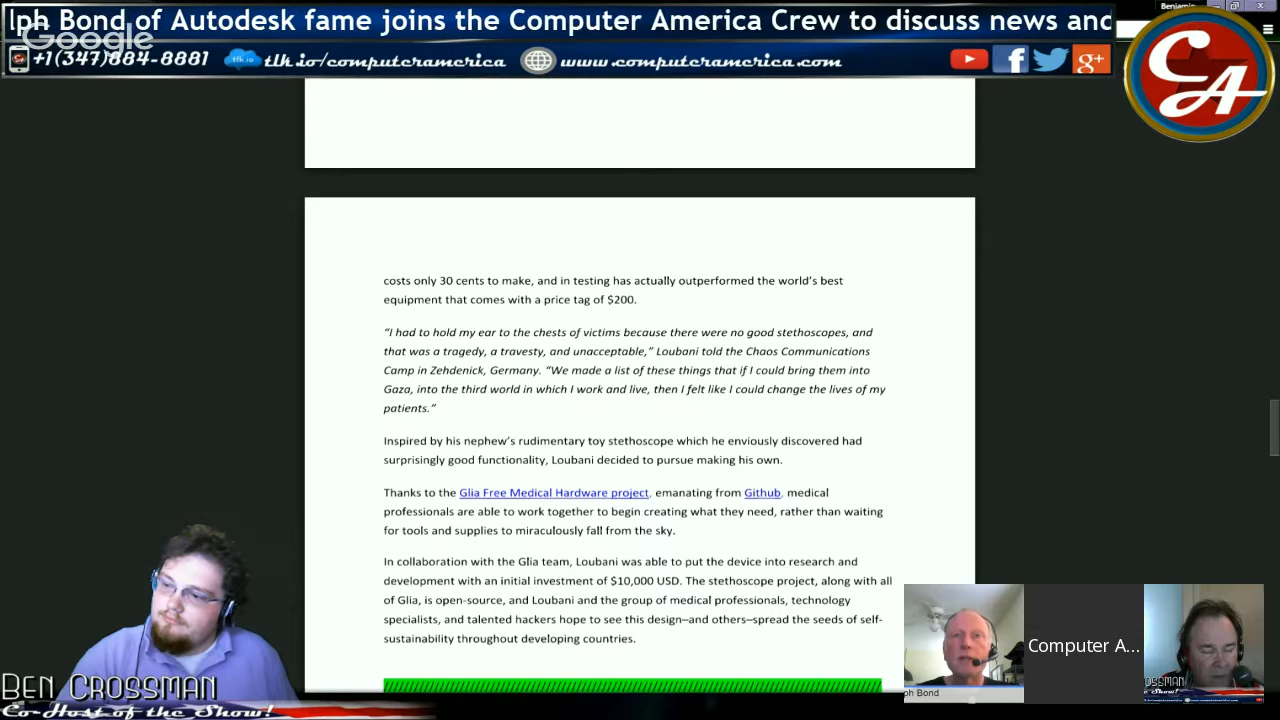 lph Bond of Autodesk fame joins the Computer America Crew to discuss news and
Google
Benjamin
+1(347)884-8881 tlk.io tlk.io/computeramerica www.computeramerica.com
f g+
CA
costs only 30 cents to make, and in testing has actually outperformed the world's best
equipment that comes with a price tag of $200.
“I had to hold my ear to the chests of victims because there were no good stethoscopes, and
that was a tragedy, a travesty, and unacceptable,” Loubani told the Chaos Communications
Camp in Zehdenick, Germany. “We made a list of these things that if I could bring them into
Gaza, into the third world in which I work and live, then I felt like I could change the lives of my
patients.”
Inspired by his nephew's rudimentary toy stethoscope which he enviously discovered had
surprisingly good functionality, Loubani decided to pursue making his own.
Thanks to the Glia Free Medical Hardware project, emanating from Github, medical
professionals are able to work together to begin creating what they need, rather than waiting
for tools and supplies to miraculously fall from the sky.
In collaboration with the Glia team, Loubani was able to put the device into research and
development with an initial investment of $10,000 USD. The stethoscope project, along with all
of Glia, is open-source, and Loubani and the group of medical professionals, technology
specialists, and talented hackers hope to see this design–and others–spread the seeds of self-
sustainability throughout developing countries.
Computer A...
ph Bond
ROSSMAN
BEN CROSSMAN
Co-Host of the Show!